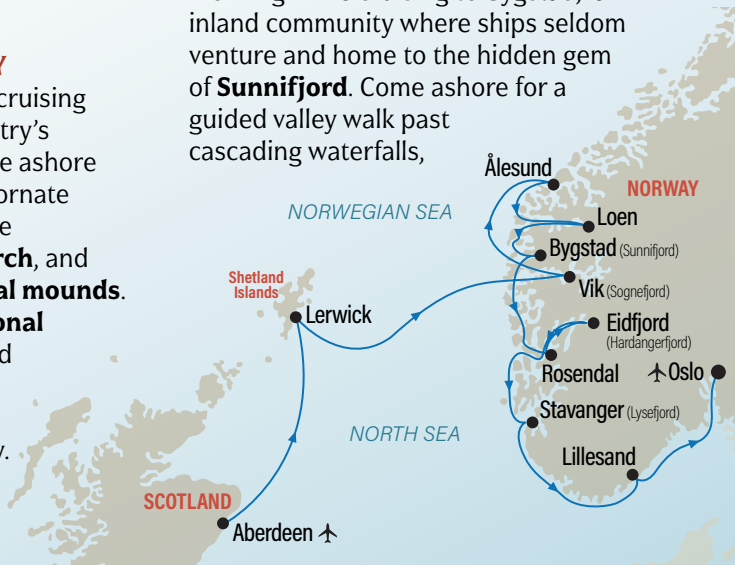 Y
cruising
try's
e ashore
ornate
e
rch, and
al mounds.
onal
d
y.
inland community where ships seldom
venture and home to the hidden gem
of Sunnifjord. Come ashore for a
guided valley walk past
cascading waterfalls,
Ålesund
NORWAY
NORWEGIAN SEA
Loen
Bygstad (Sunnifjord)
Shetland
Islands
Vik (Sognefjord)
Lerwick
Eidfjord
(Hardangerfjord)
Rosendal
Oslo
Stavanger (Lysefjord)
NORTH SEA
Lillesand
SCOTLAND
Aberdeen